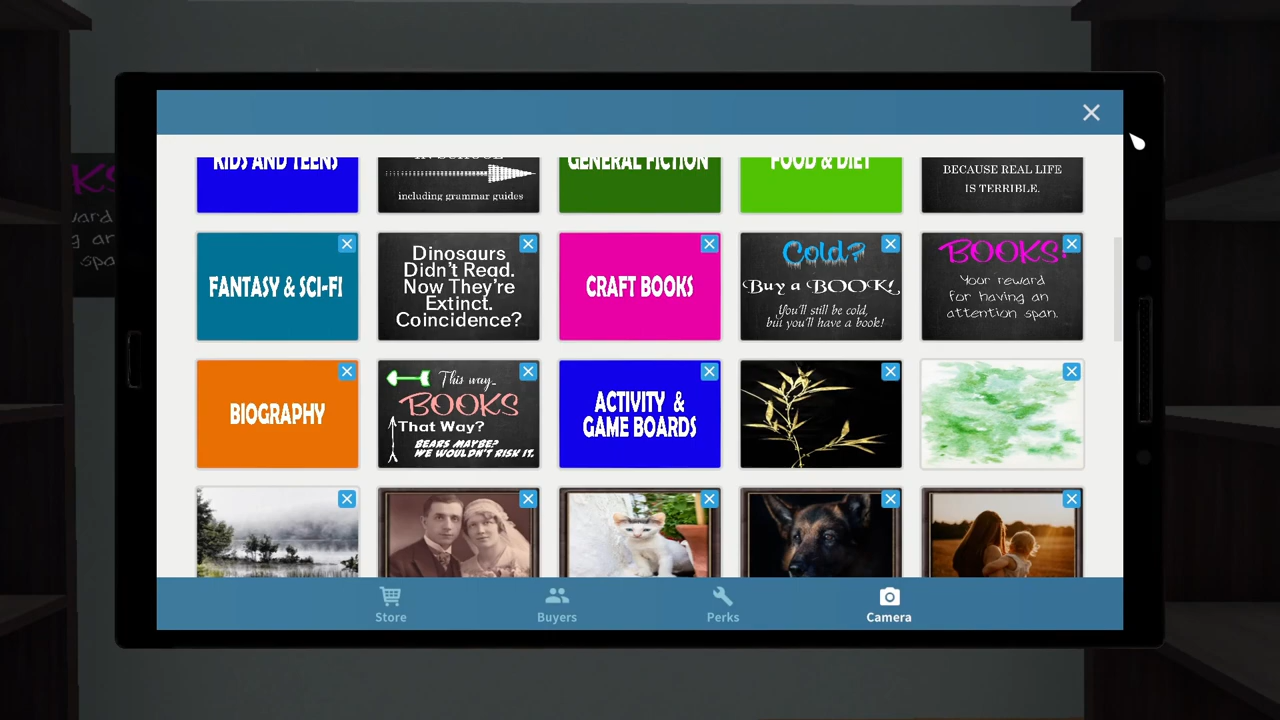 KIDS AND TEENS
IN SCHOOL
including grammar guides
GENERAL FICTION
FOOD & DIET
BECAUSE REAL LIFE
IS TERRIBLE.
FANTASY & SCI-FI
Dinosaurs
Didn't Read.
Now They're
Extinct.
Coincidence?
CRAFT BOOKS
Cold?
Buy a BOOK!
You'll still be cold,
but you'll have a book!
BOOKS!
Your reward
for having an
attention span.
BIOGRAPHY
This way...
BOOKS
That Way?
BEARS MAYBE?
WE WOULDN'T RISK IT.
ACTIVITY &
GAME BOARDS
Store
Buyers
Perks
Camera